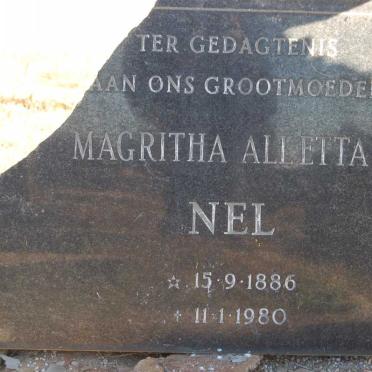 TER GEDAGTENIS
AAN ONS GROOTMOEDE
MAGRITHA ALLETTA
NEL
☆ 15·9·1886
+ 11·1·1980